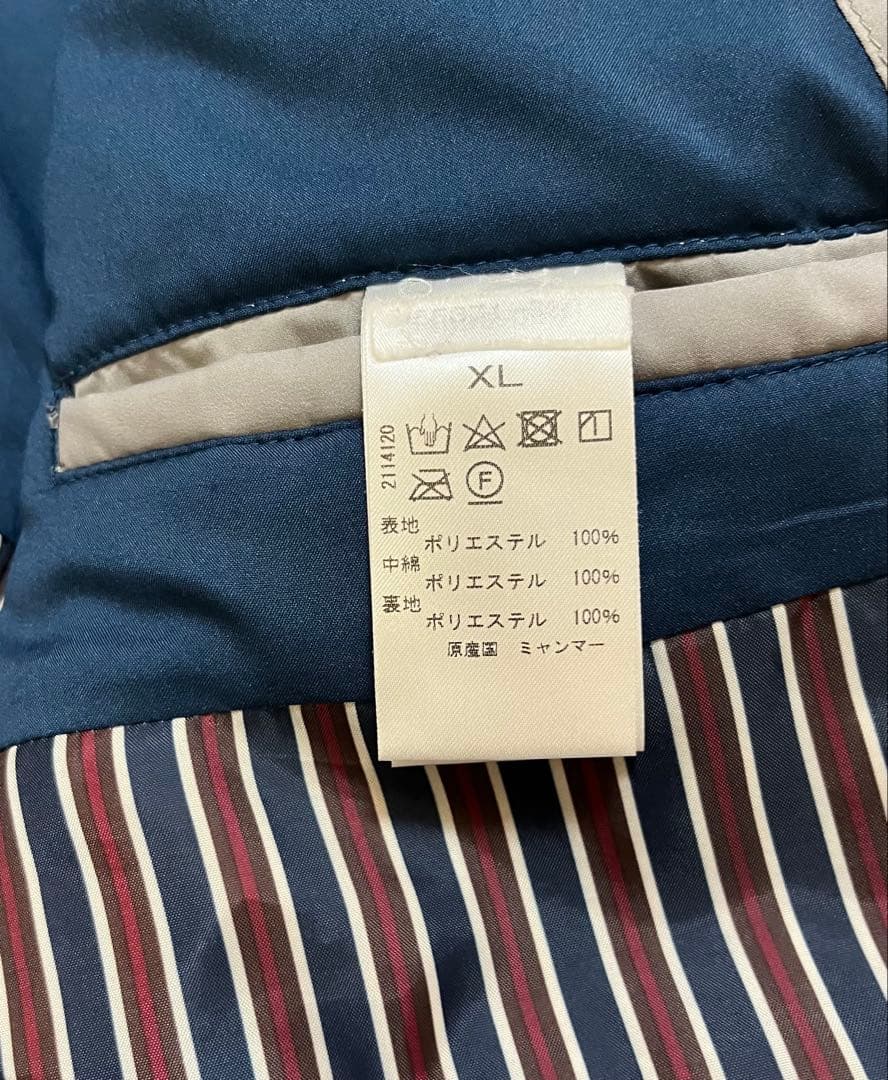 XL
2114120
F
表地
ポリエステル 100%
中綿
ポリエステル 100%
裏地
ポリエステル 100%
原産国 ミャンマー